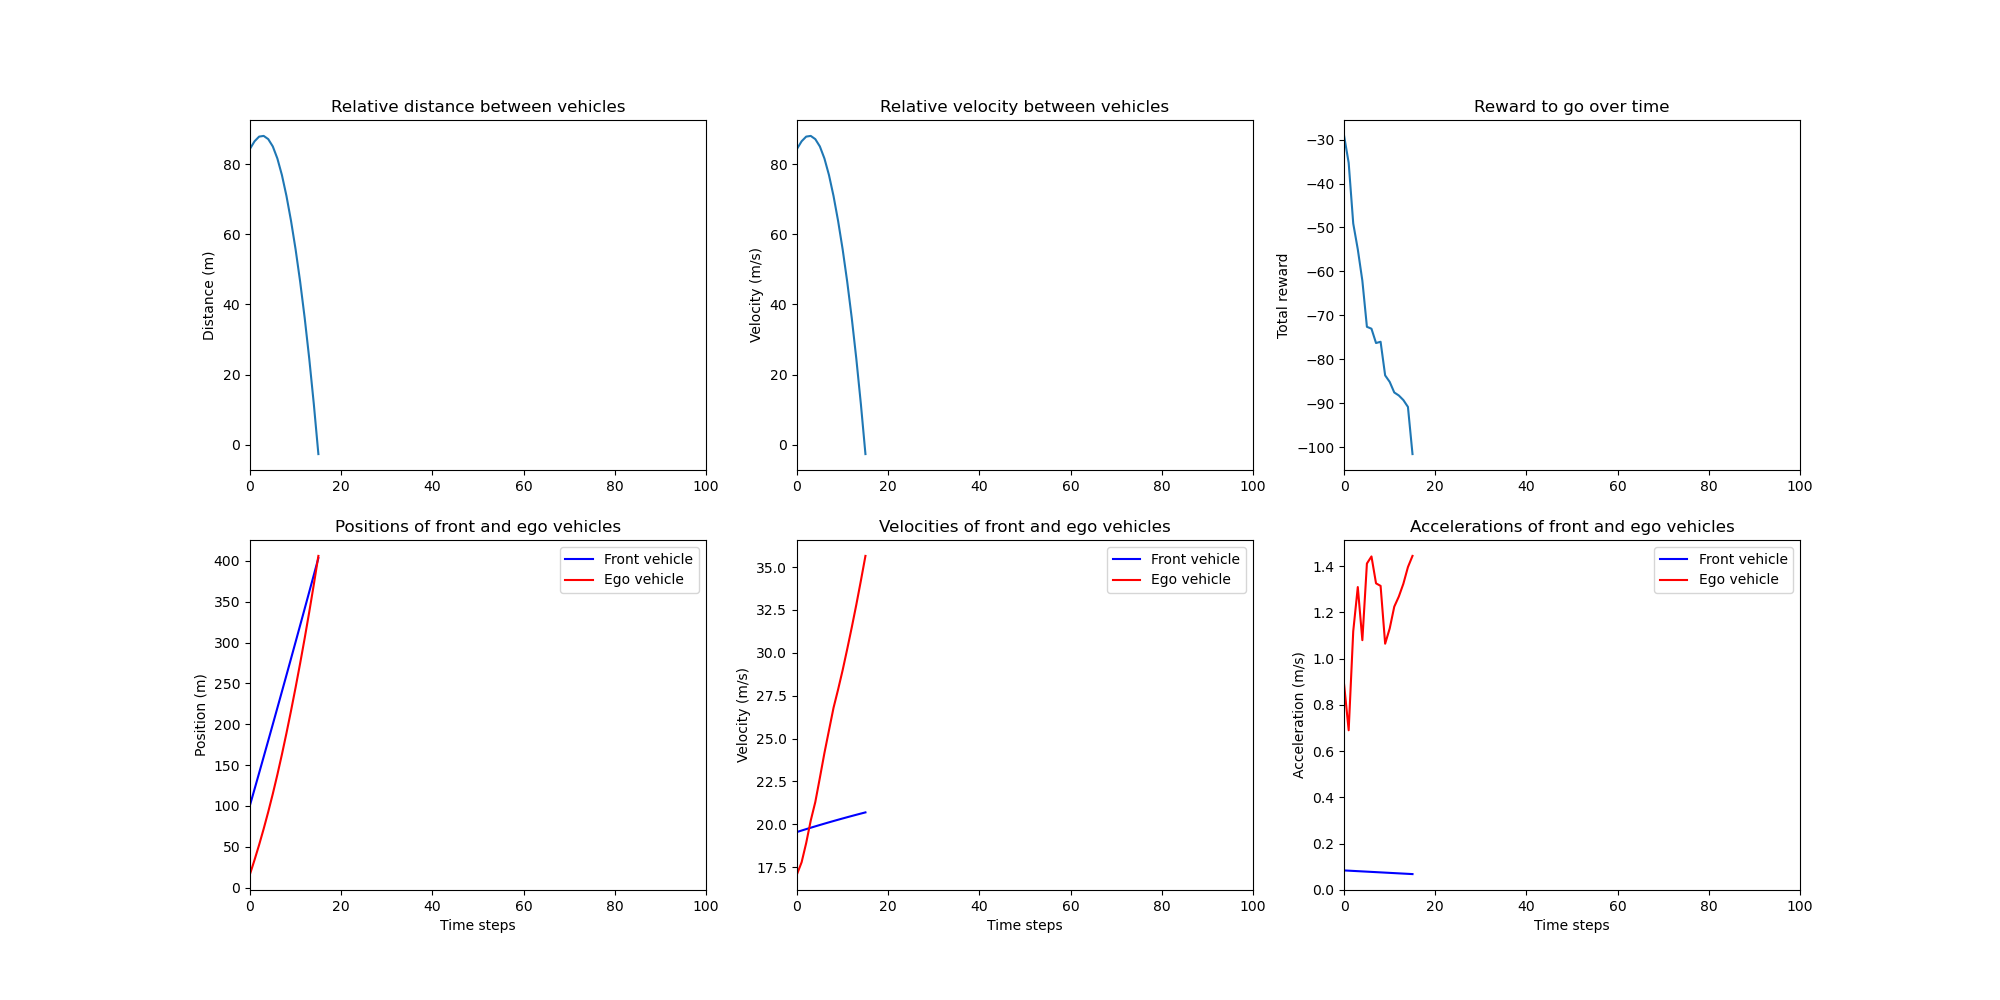 Relative distance between vehicles
Distance (m)
80
60
40
20
0
0 20 40 60 80 100
Relative velocity between vehicles
Velocity (m/s)
80
60
40
20
0
0 20 40 60 80 100
Reward to go over time
Total reward
−30
−40
−50
−60
−70
−80
−90
−100
0 20 40 60 80 100
Positions of front and ego vehicles
Position (m)
400
350
300
250
200
150
100
50
0
Front vehicle
Ego vehicle
0 20 40 60 80 100
Time steps
Velocities of front and ego vehicles
Velocity (m/s)
35.0
32.5
30.0
27.5
25.0
22.5
20.0
17.5
Front vehicle
Ego vehicle
0 20 40 60 80 100
Time steps
Accelerations of front and ego vehicles
Acceleration (m/s)
1.4
1.2
1.0
0.8
0.6
0.4
0.2
0.0
Front vehicle
Ego vehicle
0 20 40 60 80 100
Time steps